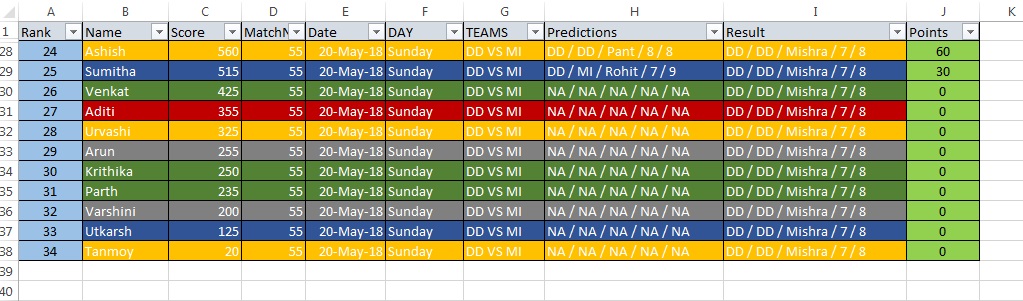 A B C D E F G H I J K
1 Rank Name Score MatchN Date DAY TEAMS Predictions Result Points
28 24 Ashish 560 55 20-May-18 Sunday DD VS MI DD / DD / Pant / 8 / 8 DD / DD / Mishra / 7 / 8 60
29 25 Sumitha 515 55 20-May-18 Sunday DD VS MI DD / MI / Rohit / 7 / 9 DD / DD / Mishra / 7 / 8 30
30 26 Venkat 425 55 20-May-18 Sunday DD VS MI NA / NA / NA / NA / NA DD / DD / Mishra / 7 / 8 0
31 27 Aditi 355 55 20-May-18 Sunday DD VS MI NA / NA / NA / NA / NA DD / DD / Mishra / 7 / 8 0
32 28 Urvashi 325 55 20-May-18 Sunday DD VS MI NA / NA / NA / NA / NA DD / DD / Mishra / 7 / 8 0
33 29 Arun 255 55 20-May-18 Sunday DD VS MI NA / NA / NA / NA / NA DD / DD / Mishra / 7 / 8 0
34 30 Krithika 250 55 20-May-18 Sunday DD VS MI NA / NA / NA / NA / NA DD / DD / Mishra / 7 / 8 0
35 31 Parth 235 55 20-May-18 Sunday DD VS MI NA / NA / NA / NA / NA DD / DD / Mishra / 7 / 8 0
36 32 Varshini 200 55 20-May-18 Sunday DD VS MI NA / NA / NA / NA / NA DD / DD / Mishra / 7 / 8 0
37 33 Utkarsh 125 55 20-May-18 Sunday DD VS MI NA / NA / NA / NA / NA DD / DD / Mishra / 7 / 8 0
38 34 Tanmoy 20 55 20-May-18 Sunday DD VS MI NA / NA / NA / NA / NA DD / DD / Mishra / 7 / 8 0
39
40